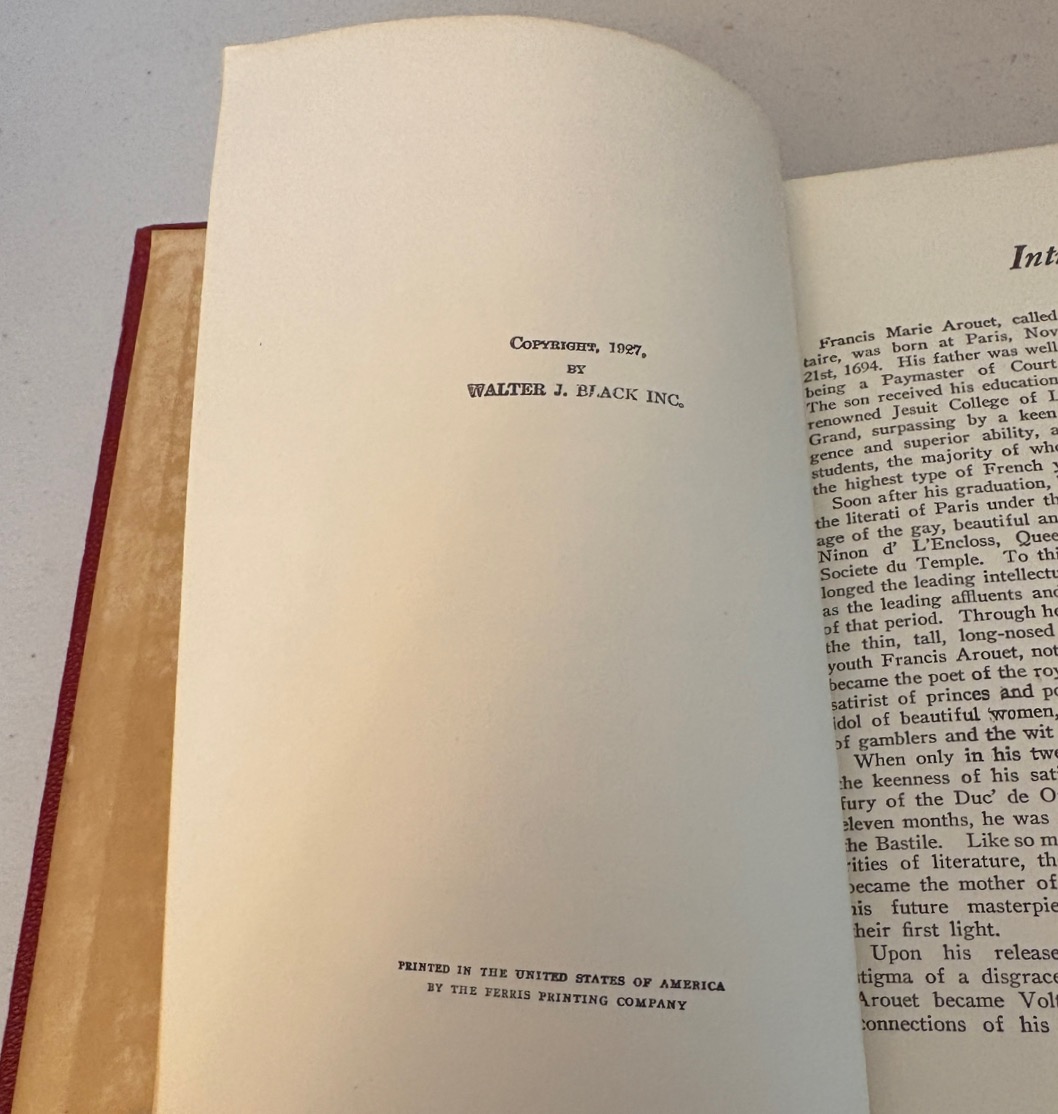 COPYRIGHT, 1927,
BY
WALTER J. BLACK INC.
PRINTED IN THE UNITED STATES OF AMERICA
BY THE FERRIS PRINTING COMPANY
Francis Marie Arouet, called
taire, was born at Paris, Nov
21st, 1694. His father was well
being a Paymaster of Court
The son received his education
renowned Jesuit College of L
Grand, surpassing by a keen
gence and superior ability, a
students, the majority of who
the highest type of French y
Soon after his graduation,
the literati of Paris under th
age of the gay, beautiful an
Ninon d' L'Encloss, Quee
Societe du Temple. To thi
longed the leading intellectu
as the leading affluents and
of that period. Through he
the thin, tall, long-nosed
youth Francis Arouet, not
became the poet of the roy
satirist of princes and po
idol of beautiful women,
of gamblers and the wit
When only in his twe
the keenness of his sati
fury of the Duc' de O
eleven months, he was
the Bastile. Like so m
rities of literature, th
became the mother of
his future masterpie
their first light.
Upon his release
stigma of a disgrace
Arouet became Volt
connections of his